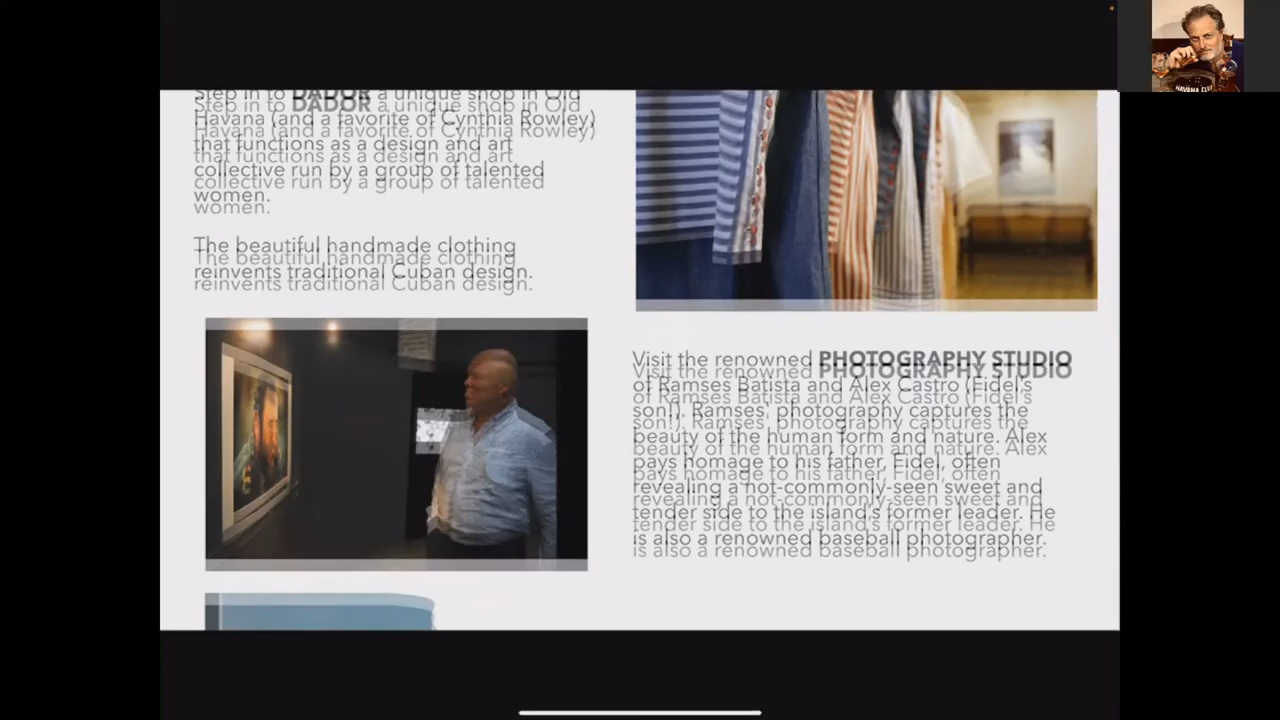 Step in to DADOR a unique shop in Old
Havana (and a favorite of Cynthia Rowley)
that functions as a design and art
collective run by a group of talented
women.
The beautiful handmade clothing
reinvents traditional Cuban design.
Visit the renowned PHOTOGRAPHY STUDIO
of Ramses Batista and Alex Castro (Fidel's
son!). Ramses' photography captures the
beauty of the human form and nature. Alex
pays homage to his father, Fidel, often
revealing a not-commonly-seen sweet and
tender side to the island's former leader. He
is also a renowned baseball photographer.
HAVANA CLUB